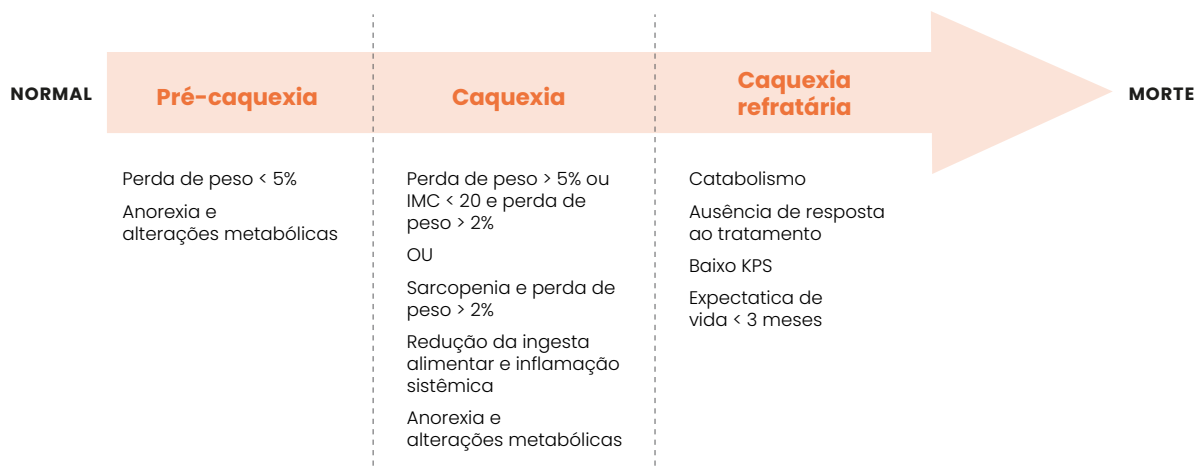 NORMAL
Pré-caquexia
Caquexia
Caquexia
refratária
MORTE
Perda de peso < 5%
Anorexia e
alterações metabólicas
Perda de peso > 5% ou
IMC < 20 e perda de
peso > 2%
OU
Sarcopenia e perda de
peso > 2%
Redução da ingesta
alimentar e inflamação
sistêmica
Anorexia e
alterações metabólicas
Catabolismo
Ausência de resposta
ao tratamento
Baixo KPS
Expectatica de
vida < 3 meses